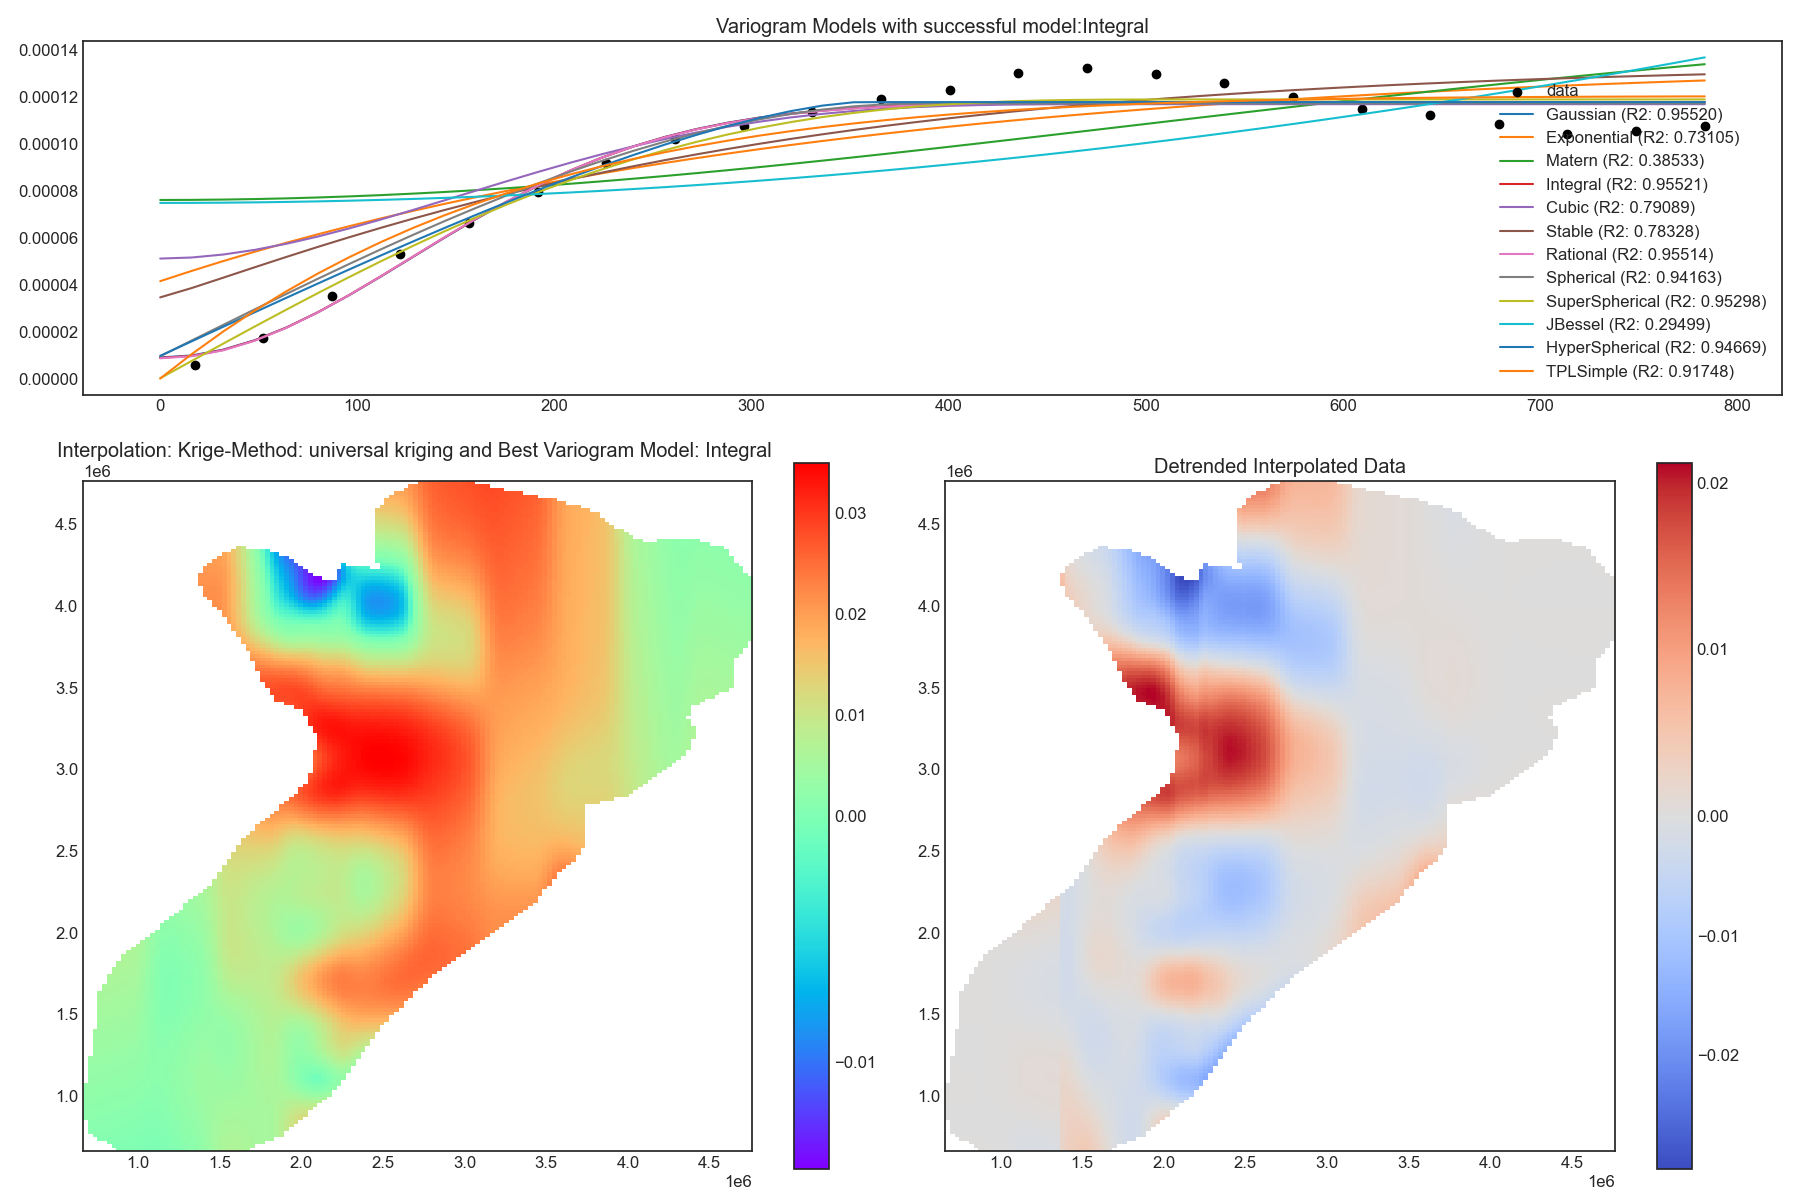 Variogram Models with successful model:Integral
0.00014
0.00012
0.00010
0.00008
0.00006
0.00004
0.00002
0.00000
data
Gaussian (R2: 0.95520)
Exponential (R2: 0.73105)
Matern (R2: 0.38533)
Integral (R2: 0.95521)
Cubic (R2: 0.79089)
Stable (R2: 0.78328)
Rational (R2: 0.95514)
Spherical (R2: 0.94163)
SuperSpherical (R2: 0.95298)
JBessel (R2: 0.29499)
HyperSpherical (R2: 0.94669)
TPLSimple (R2: 0.91748)
0 100 200 300 400 500 600 700 800
Interpolation: Krige-Method: universal kriging and Best Variogram Model: Integral
1e6
4.5
4.0
3.5
3.0
2.5
2.0
1.5
1.0
1.0 1.5 2.0 2.5 3.0 3.5 4.0 4.5
1e6
0.03
0.02
0.01
0.00
−0.01
Detrended Interpolated Data
1e6
4.5
4.0
3.5
3.0
2.5
2.0
1.5
1.0
1.0 1.5 2.0 2.5 3.0 3.5 4.0 4.5
1e6
0.02
0.01
0.00
−0.01
−0.02